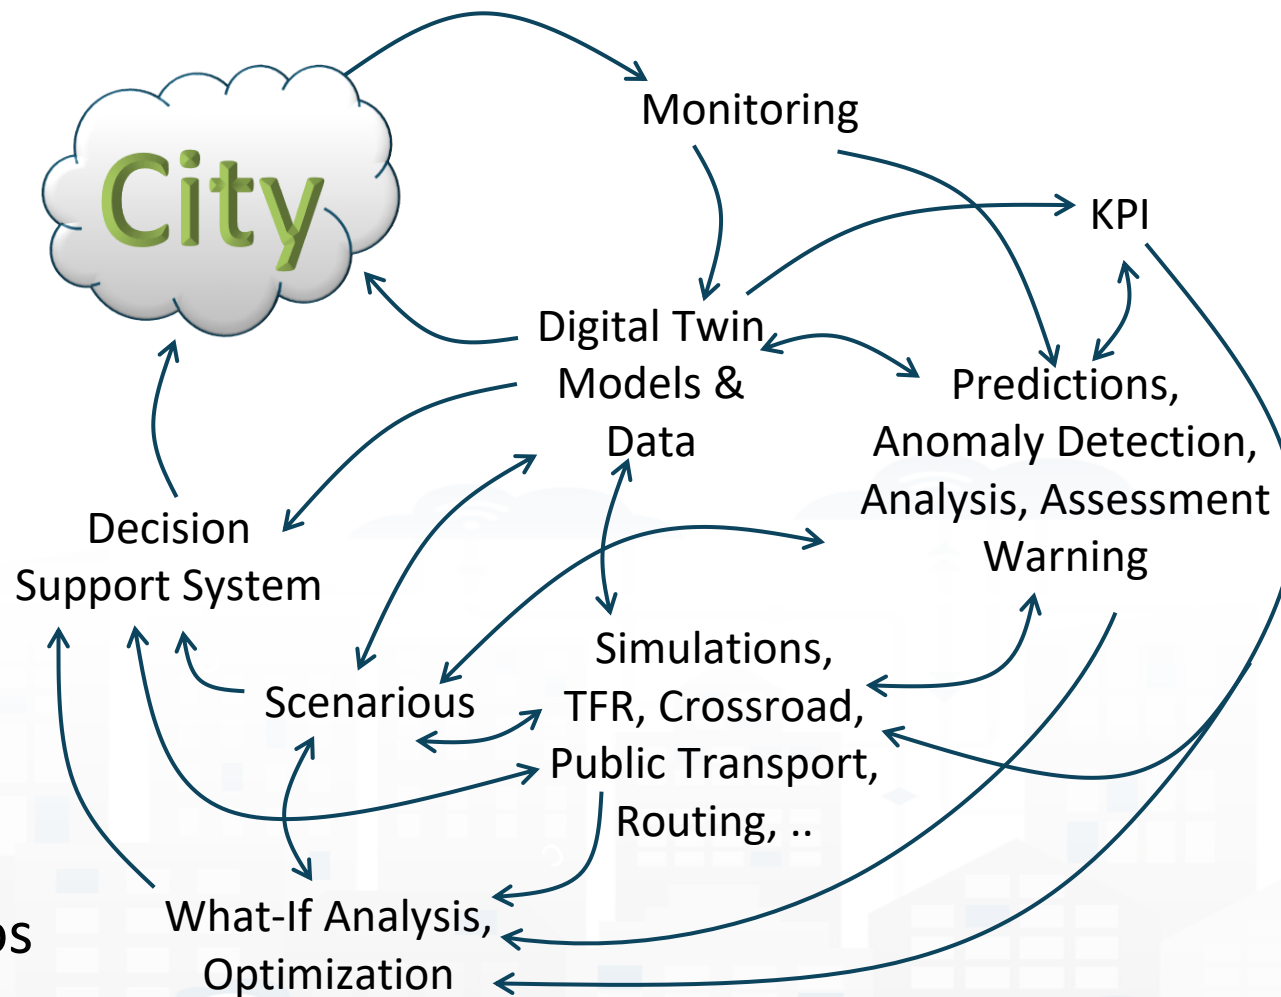 City
Monitoring
KPI
Digital Twin
Models &
Data
Predictions,
Anomaly Detection,
Analysis, Assessment
Warning
Decision
Support System
Scenarious
Simulations,
TFR, Crossroad,
Public Transport,
Routing, ..
What-If Analysis,
Optimization